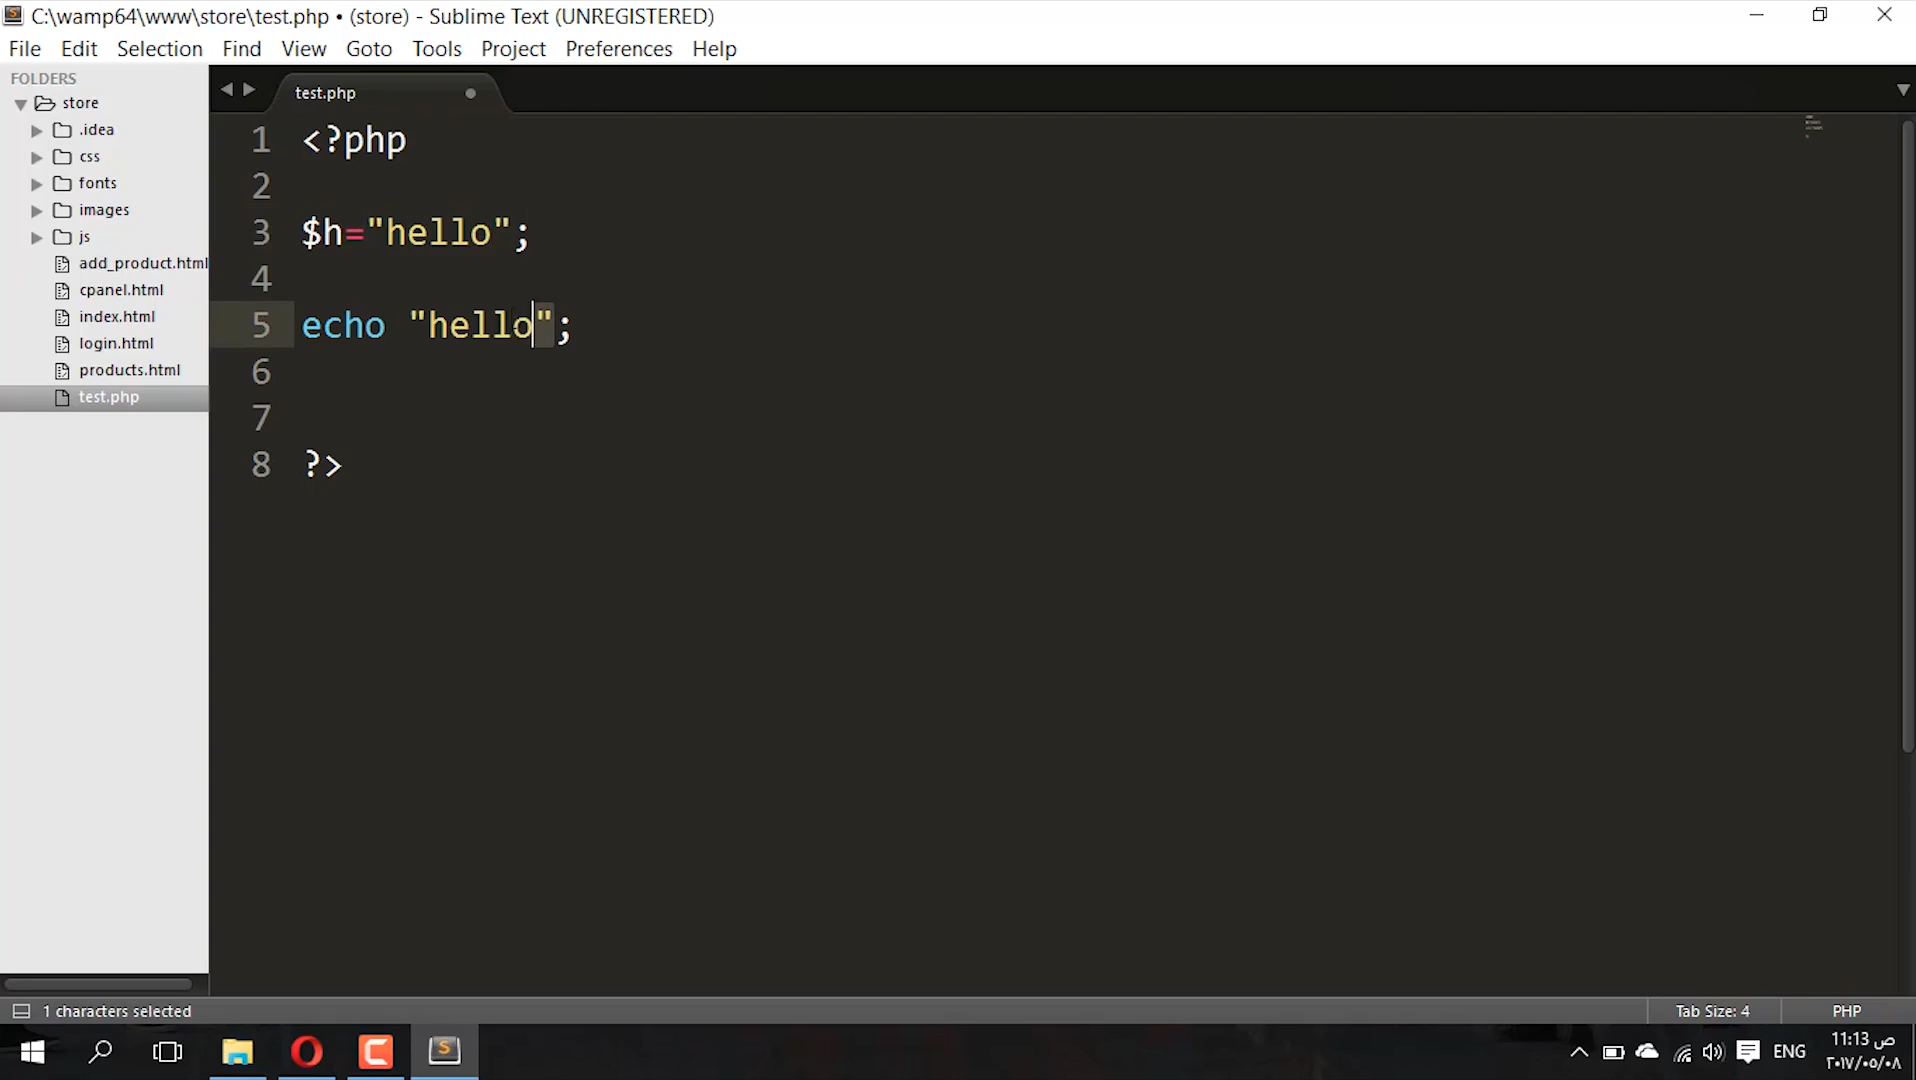 C:\wamp64\www\store\test.php • (store) - Sublime Text (UNREGISTERED)
File Edit Selection Find View Goto Tools Project Preferences Help
FOLDERS
store
.idea
css
fonts
images
js
add_product.html
cpanel.html
index.html
login.html
products.html
test.php
test.php
1 <?php
2
3 $h="hello";
4
5 echo "hello";
6
7
8 ?>
1 characters selected
Tab Size: 4
PHP
ENG
11:13 ص
٢٠١٧/٠٥/٠٨